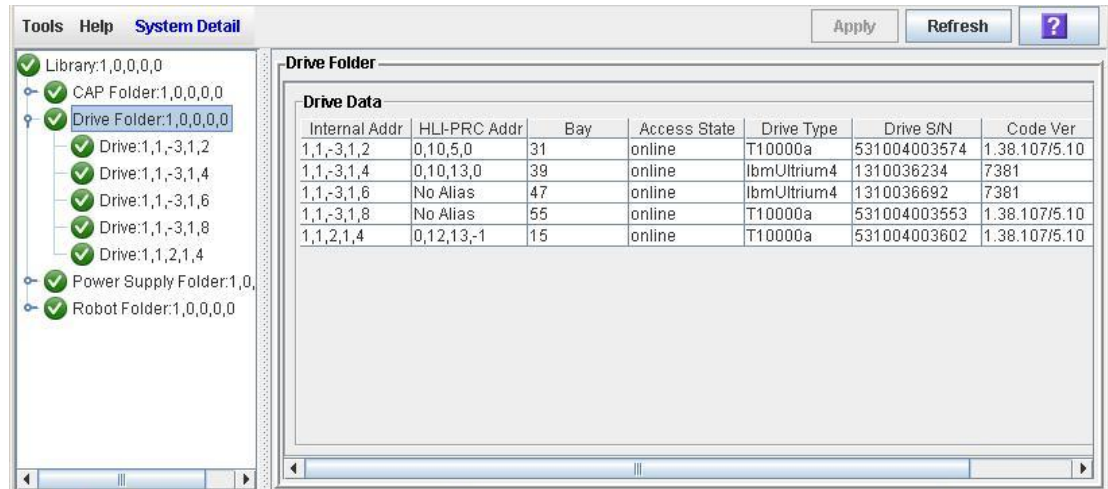 Tools Help System Detail
Apply Refresh ?
Library:1,0,0,0,0
CAP Folder:1,0,0,0,0
Drive Folder:1,0,0,0,0
Drive:1,1,-3,1,2
Drive:1,1,-3,1,4
Drive:1,1,-3,1,6
Drive:1,1,-3,1,8
Drive:1,1,2,1,4
Power Supply Folder:1,0,
Robot Folder:1,0,0,0,0
Drive Folder
Drive Data
Internal Addr HLI-PRC Addr Bay Access State Drive Type Drive S/N Code Ver
1,1,-3,1,2 0,10,5,0 31 online T10000a 531004003574 1.38.107/5.10
1,1,-3,1,4 0,10,13,0 39 online IbmUltrium4 1310036234 7381
1,1,-3,1,6 No Alias 47 online IbmUltrium4 1310036692 7381
1,1,-3,1,8 No Alias 55 online T10000a 531004003553 1.38.107/5.10
1,1,2,1,4 0,12,13,-1 15 online T10000a 531004003602 1.38.107/5.10